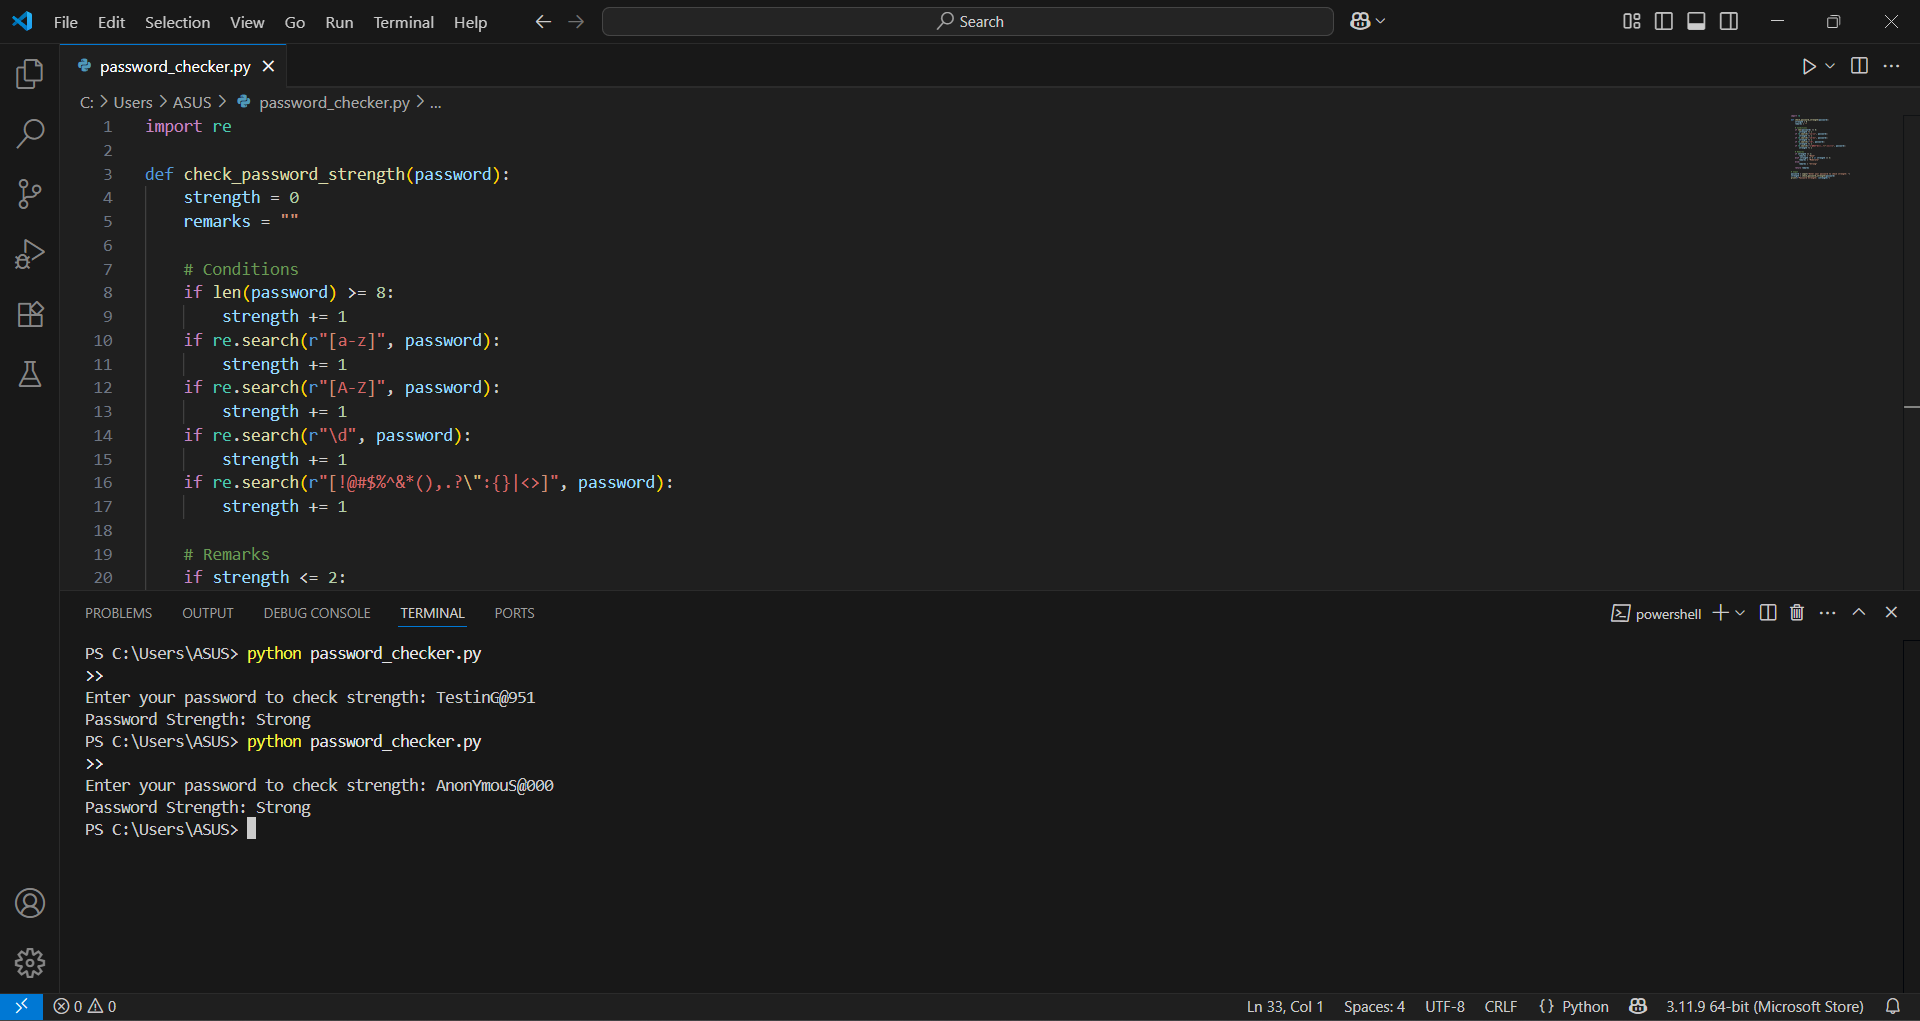 File Edit Selection View Go Run Terminal Help Search
password_checker.py
C: > Users > ASUS > password_checker.py > ...
1 import re
2
3 def check_password_strength(password):
4     strength = 0
5     remarks = ""
6
7     # Conditions
8     if len(password) >= 8:
9         strength += 1
10     if re.search(r"[a-z]", password):
11         strength += 1
12     if re.search(r"[A-Z]", password):
13         strength += 1
14     if re.search(r"\d", password):
15         strength += 1
16     if re.search(r"[!@#$%^&*(),.?\":{}|<>]", password):
17         strength += 1
18
19     # Remarks
20     if strength <= 2:
PROBLEMS OUTPUT DEBUG CONSOLE TERMINAL PORTS powershell
PS C:\Users\ASUS> python password_checker.py
>>
Enter your password to check strength: TestinG@951
Password Strength: Strong
PS C:\Users\ASUS> python password_checker.py
>>
Enter your password to check strength: AnonYmouS@000
Password Strength: Strong
PS C:\Users\ASUS>
0 0 Ln 33, Col 1 Spaces: 4 UTF-8 CRLF {} Python 3.11.9 64-bit (Microsoft Store)